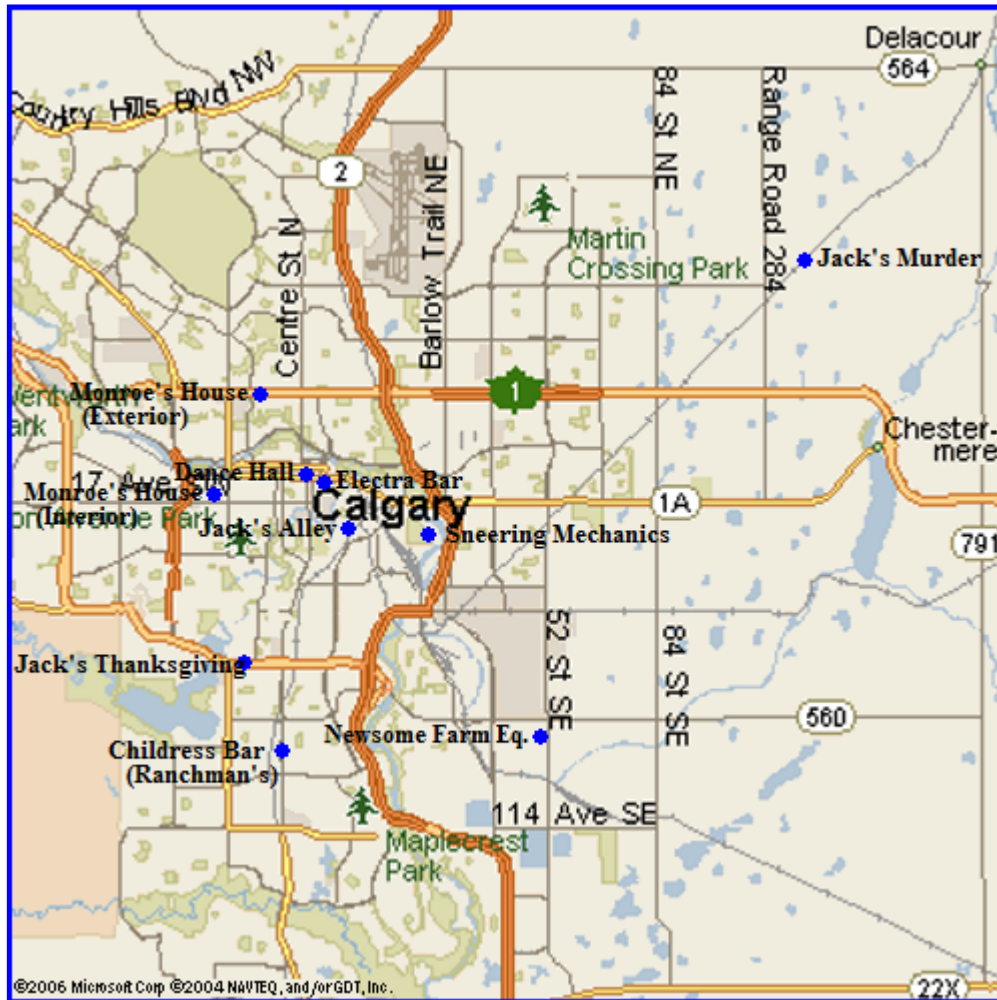 Delacour
564
Country Hills Blvd NW
84 St NE
Range Road 284
2
Barlow Trail NE
Centre St N
Martin
Crossing Park
Jack's Murder
1
Monroe's House
(Exterior)
Park
Chester-
mere
Dance Hall
Electra Bar
17 Ave
Monroe's House
(Interior)
Park
Calgary
1A
Jack's Alley
Sneering Mechanics
791
52 St SE
84 St SE
Jack's Thanksgiving
560
Newsome Farm Eq.
Childress Bar
(Ranchman's)
114 Ave SE
Maplecrest
Park
22X
©2006 Microsoft Corp ©2004 NAVTEQ, and/or GDT, Inc.